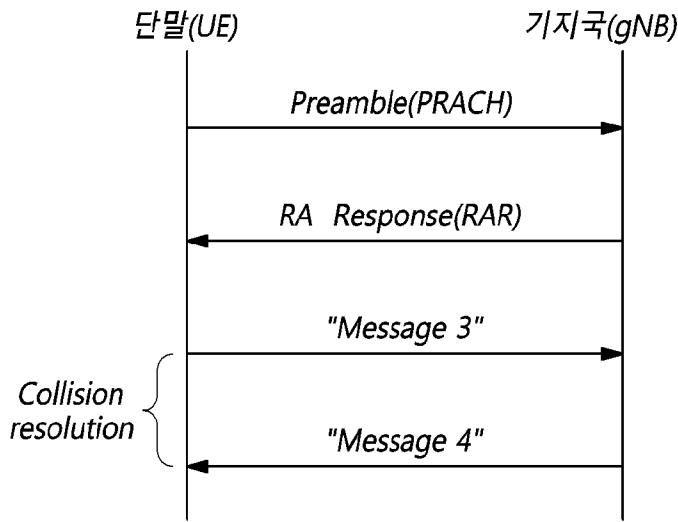 단말(UE)
기지국(gNB)
Preamble(PRACH)
RA Response(RAR)
"Message 3"
Collision
resolution
"Message 4"